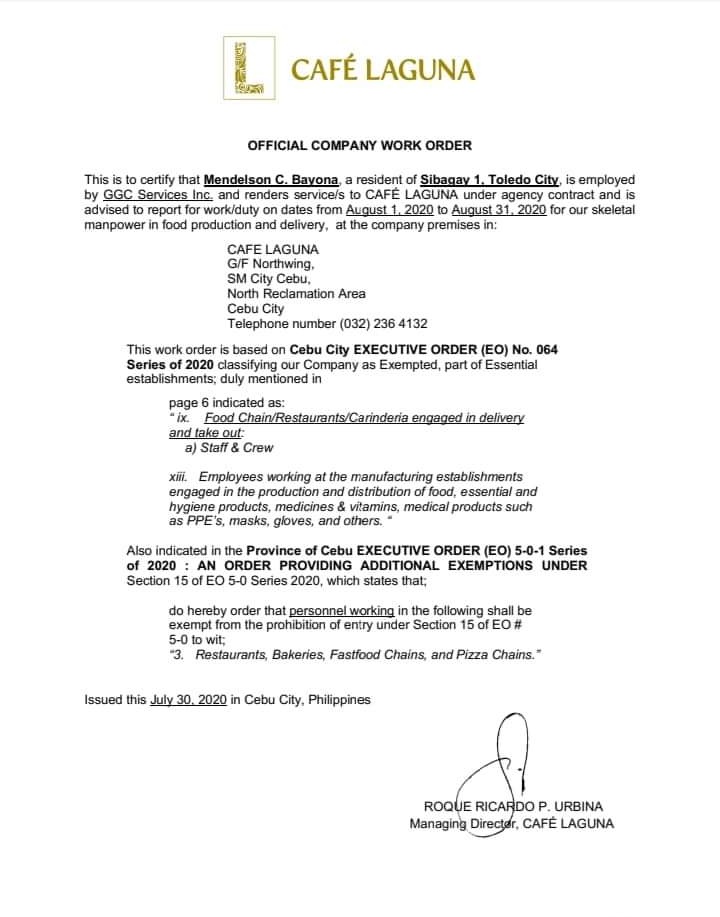 L CAFÉ LAGUNA
OFFICIAL COMPANY WORK ORDER
This is to certify that Mendelson C. Bayona, a resident of Sibagay 1, Toledo City, is employed
by GGC Services Inc. and renders service/s to CAFÉ LAGUNA under agency contract and is
advised to report for work/duty on dates from August 1, 2020 to August 31, 2020 for our skeletal
manpower in food production and delivery, at the company premises in:
CAFE LAGUNA
G/F Northwing,
SM City Cebu,
North Reclamation Area
Cebu City
Telephone number (032) 236 4132
This work order is based on Cebu City EXECUTIVE ORDER (EO) No. 064
Series of 2020 classifying our Company as Exempted, part of Essential
establishments; duly mentioned in
page 6 indicated as:
" ix. Food Chain/Restaurants/Carinderia engaged in delivery
and take out:
a) Staff & Crew
xiii. Employees working at the manufacturing establishments
engaged in the production and distribution of food, essential and
hygiene products, medicines & vitamins, medical products such
as PPE's, masks, gloves, and others. "
Also indicated in the Province of Cebu EXECUTIVE ORDER (EO) 5-0-1 Series
of 2020 : AN ORDER PROVIDING ADDITIONAL EXEMPTIONS UNDER
Section 15 of EO 5-0 Series 2020, which states that;
do hereby order that personnel working in the following shall be
exempt from the prohibition of entry under Section 15 of EO #
5-0 to wit;
"3. Restaurants, Bakeries, Fastfood Chains, and Pizza Chains."
Issued this July 30, 2020 in Cebu City, Philippines
ROQUE RICARDO P. URBINA
Managing Director, CAFÉ LAGUNA